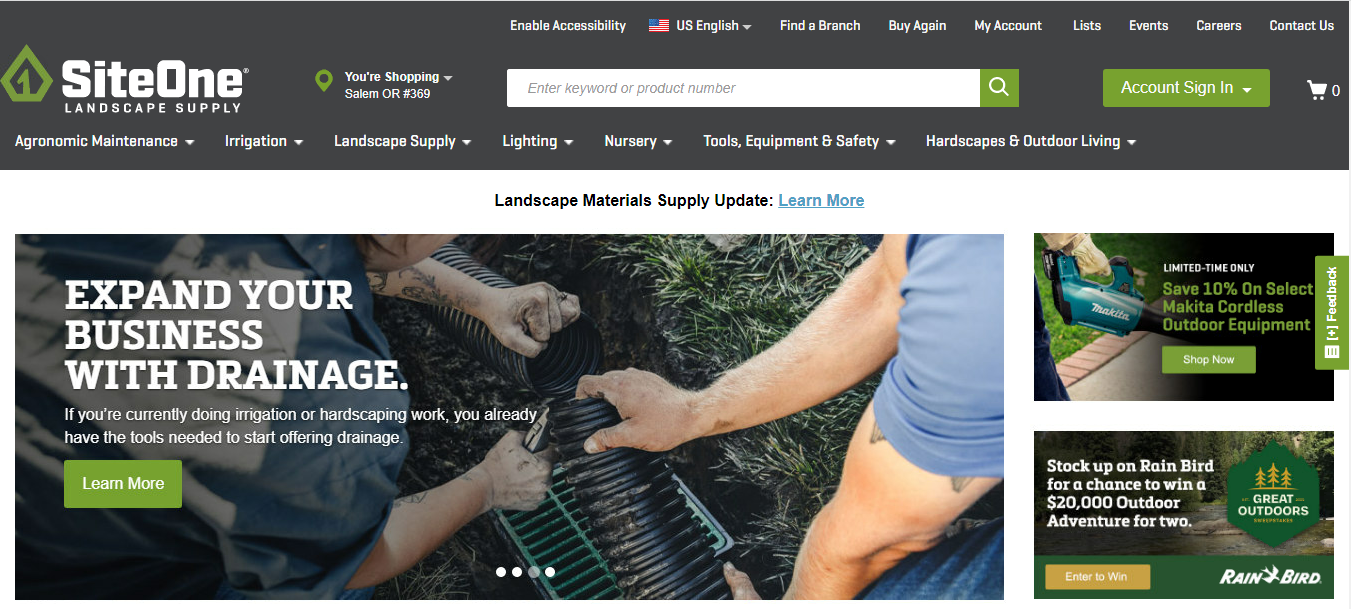 Enable Accessibility
US English
Find a Branch
Buy Again
My Account
Lists
Events
Careers
Contact Us
1
SiteOne®
LANDSCAPE SUPPLY
You're Shopping
Salem OR #369
Enter keyword or product number
Account Sign In
0
Agronomic Maintenance
Irrigation
Landscape Supply
Lighting
Nursery
Tools, Equipment & Safety
Hardscapes & Outdoor Living
Landscape Materials Supply Update: Learn More
EXPAND YOUR
BUSINESS
WITH DRAINAGE.
If you're currently doing irrigation or hardscaping work, you already
have the tools needed to start offering drainage.
Learn More
makita
LIMITED-TIME ONLY
Save 10% On Select
Makita Cordless
Outdoor Equipment
Shop Now
[+] Feedback
Stock up on Rain Bird
for a chance to win a
$20,000 Outdoor
Adventure for two.
GREAT
OUTDOORS
SWEEPSTAKES
Enter to Win
RAIN BIRD